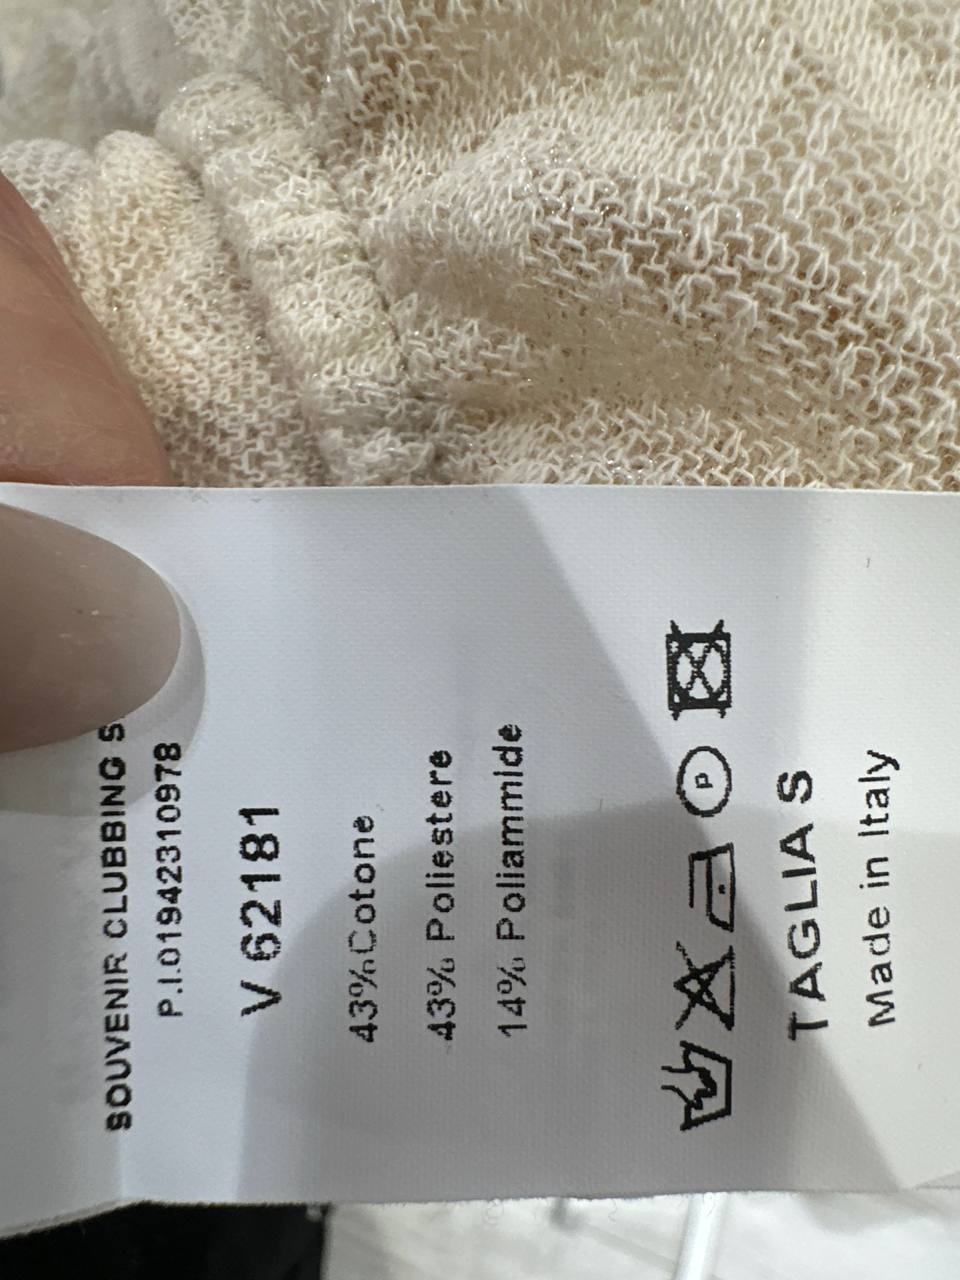 SOUVENIR CLUBBING S
P.I.01942310978
V 62181
43% Cotone
43% Poliestere
14% Poliammide
P
TAGLIA S
Made in Italy